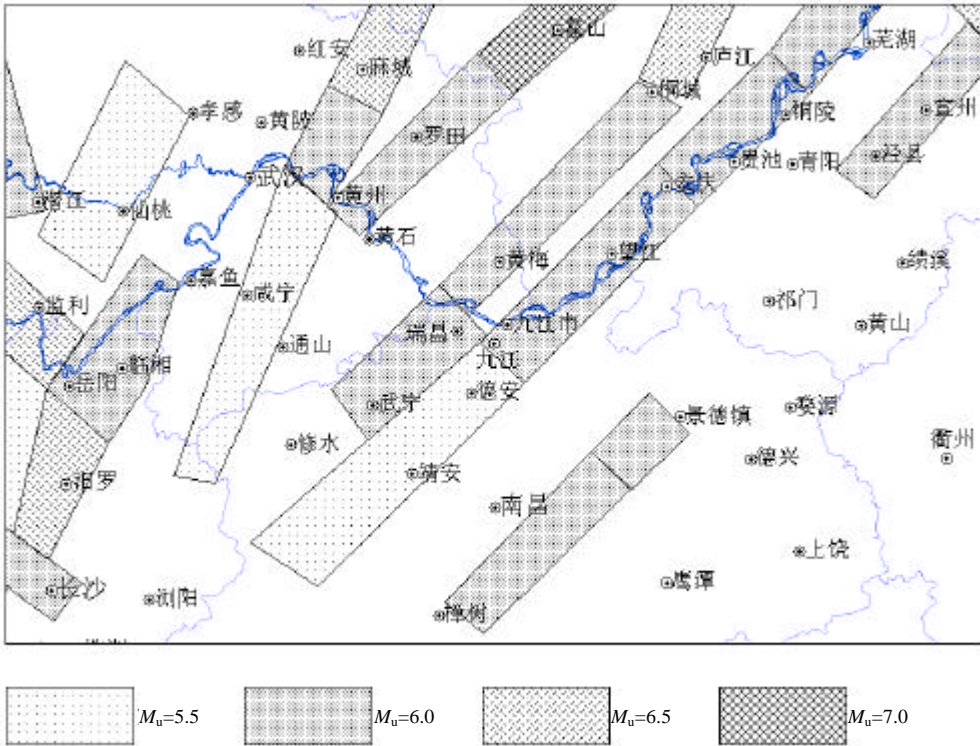 红安
麻城
霍山
庐江
芜湖
桐城
孝感
黄陂
罗田
铜陵
宣州
泾县
武汉
贵池
青阳
安庆
潜江
仙桃
黄州
黄石
黄梅
望江
绩溪
监利
嘉鱼
咸宁
祁门
瑞昌
九江市
黄山
通山
九江
临湘
岳阳
德安
武宁
景德镇
婺源
修水
衢州
德兴
汨罗
靖安
南昌
上饶
鹰潭
长沙
浏阳
樟树
Mu=5.5
Mu=6.0
Mu=6.5
Mu=7.0